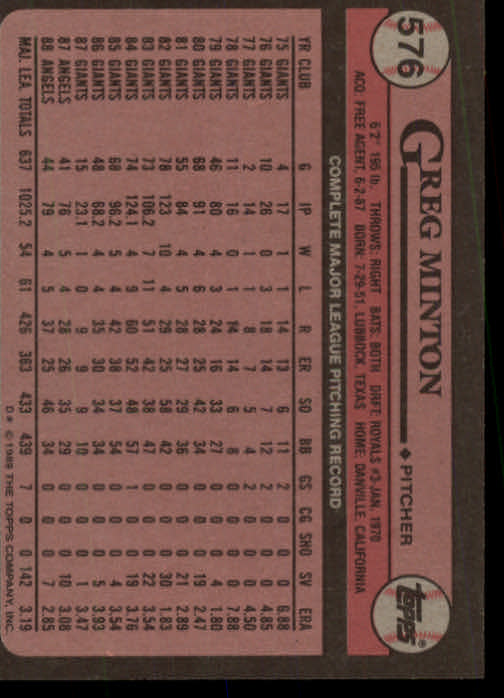 576
GREG MINTON ◆ PITCHER
Topps®
6'2" 195 lb. THROWS: RIGHT BATS: BOTH DRFT: ROYALS #3-JAN. 1970
ACQ: FREE AGENT, 6-2-87 BORN: 7-29-51, LUBBOCK, TEXAS HOME: DANVILLE, CALIFORNIA
COMPLETE MAJOR LEAGUE PITCHING RECORD
YR CLUB G IP W L R ER SO BB GS CG SHO SV ERA
75 GIANTS 4 17 1 1 14 13 6 11 2 0 0 0 6.88
76 GIANTS 10 26 0 3 18 14 7 12 2 0 0 0 4.85
77 GIANTS 2 14 1 1 8 7 5 4 2 0 0 0 4.50
78 GIANTS 11 16 0 1 14 14 6 8 0 0 0 0 7.88
79 GIANTS 46 80 4 3 24 16 33 27 0 0 0 4 1.80
80 GIANTS 68 91 4 6 28 25 42 34 0 0 0 19 2.47
81 GIANTS 55 84 4 5 28 27 29 36 0 0 0 21 2.89
82 GIANTS 78 123 10 4 29 25 58 42 0 0 0 30 1.83
83 GIANTS 73 106.2 7 11 51 42 38 47 0 0 0 22 3.54
84 GIANTS 74 124.1 4 9 60 52 48 57 1 0 0 19 3.76
85 GIANTS 68 96.2 5 4 42 38 37 54 0 0 0 4 3.54
86 GIANTS 48 68.2 4 4 35 30 34 34 0 0 0 5 3.93
87 GIANTS 15 23.1 1 0 9 9 9 10 0 0 0 1 3.47
87 ANGELS 41 76 5 4 28 26 35 29 0 0 0 10 3.08
88 ANGELS 44 79 4 5 37 25 46 34 0 0 0 7 2.85
MAJ. LEA. TOTALS 637 1025.2 54 61 426 363 433 439 7 0 0 142 3.19
D* © 1989 THE TOPPS COMPANY, INC.